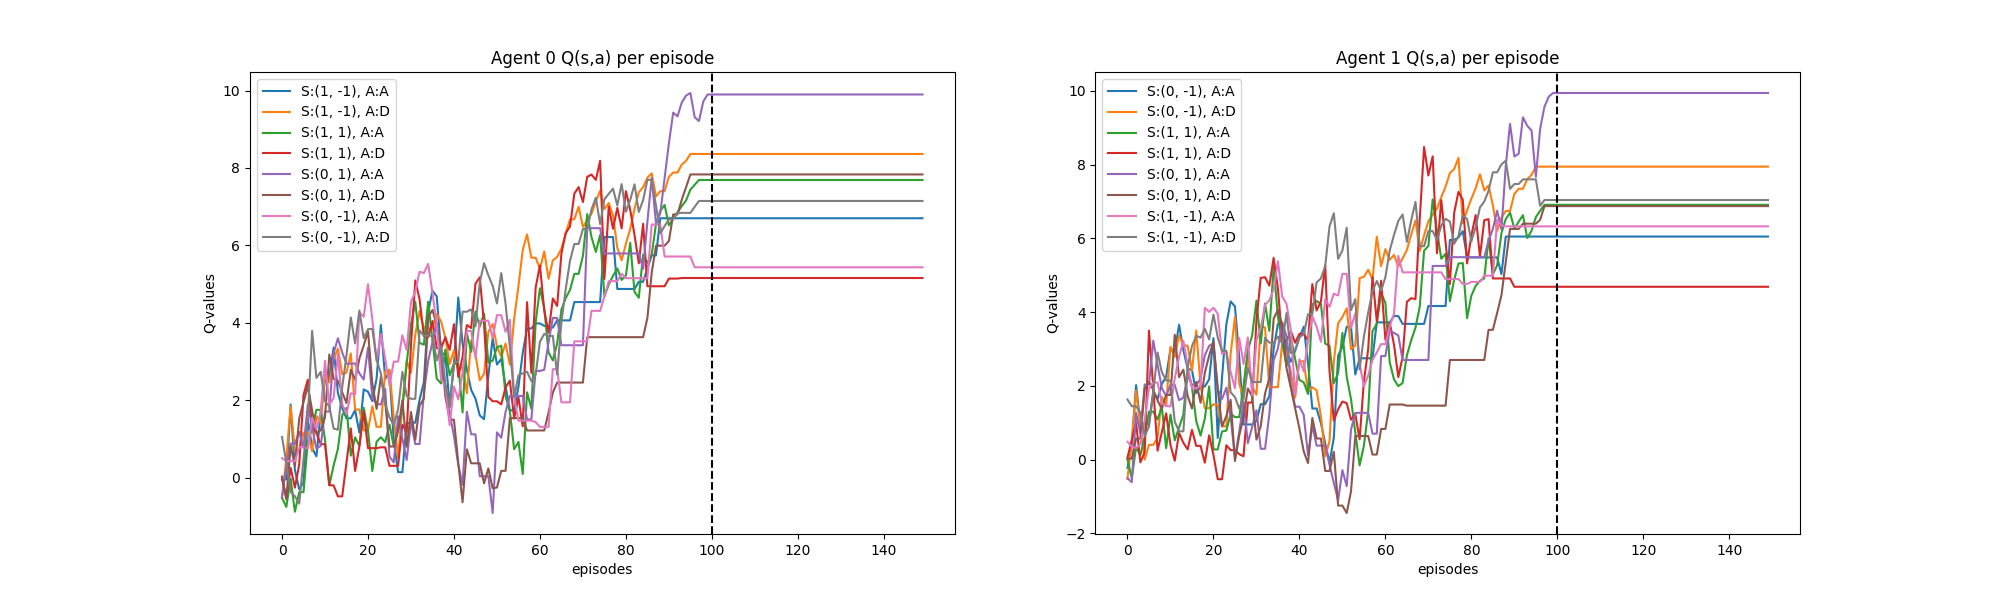 Agent 0 Q(s,a) per episode
Q-values
10
8
6
4
2
0
S:(1, -1), A:A
S:(1, -1), A:D
S:(1, 1), A:A
S:(1, 1), A:D
S:(0, 1), A:A
S:(0, 1), A:D
S:(0, -1), A:A
S:(0, -1), A:D
0 20 40 60 80 100 120 140
episodes
Agent 1 Q(s,a) per episode
Q-values
10
8
6
4
2
0
−2
S:(0, -1), A:A
S:(0, -1), A:D
S:(1, 1), A:A
S:(1, 1), A:D
S:(0, 1), A:A
S:(0, 1), A:D
S:(1, -1), A:A
S:(1, -1), A:D
0 20 40 60 80 100 120 140
episodes